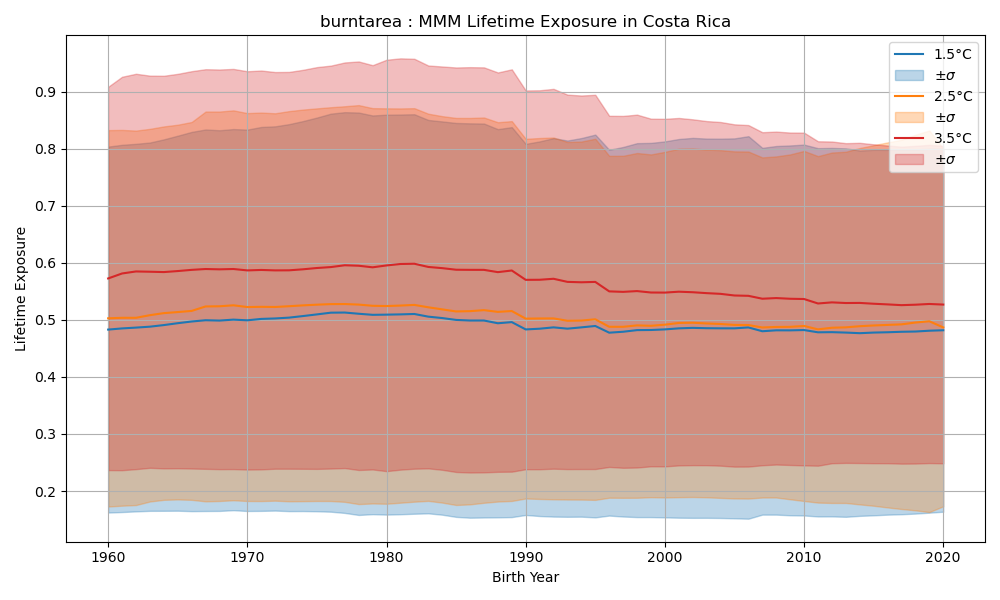 burntarea : MMM Lifetime Exposure in Costa Rica
1.5°C
±σ
2.5°C
±σ
3.5°C
±σ
Lifetime Exposure
0.9
0.8
0.7
0.6
0.5
0.4
0.3
0.2
1960 1970 1980 1990 2000 2010 2020
Birth Year